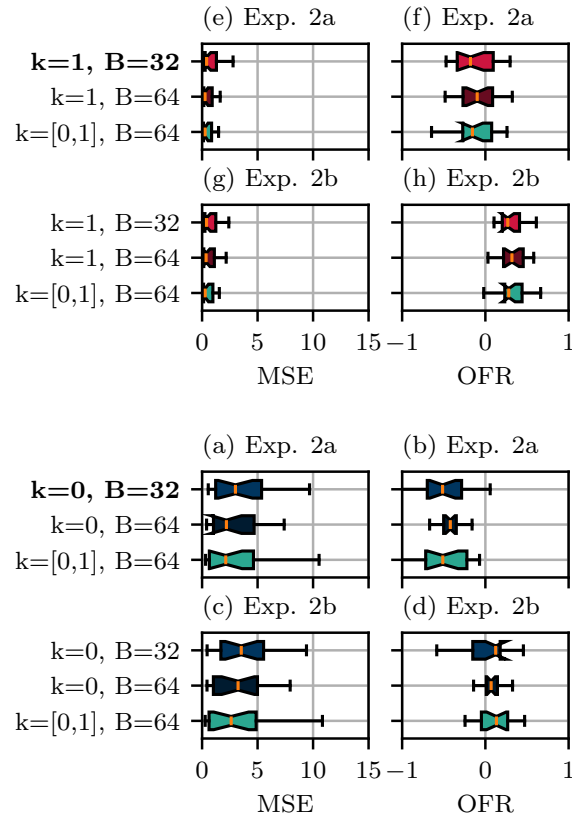 (e) Exp. 2a
(f) Exp. 2a
k=1, B=32
k=1, B=64
k=[0,1], B=64
(g) Exp. 2b
(h) Exp. 2b
k=1, B=32
k=1, B=64
k=[0,1], B=64
0 5 10 15
−1 0 1
MSE
OFR
(a) Exp. 2a
(b) Exp. 2a
k=0, B=32
k=0, B=64
k=[0,1], B=64
(c) Exp. 2b
(d) Exp. 2b
k=0, B=32
k=0, B=64
k=[0,1], B=64
0 5 10 15
−1 0 1
MSE
OFR